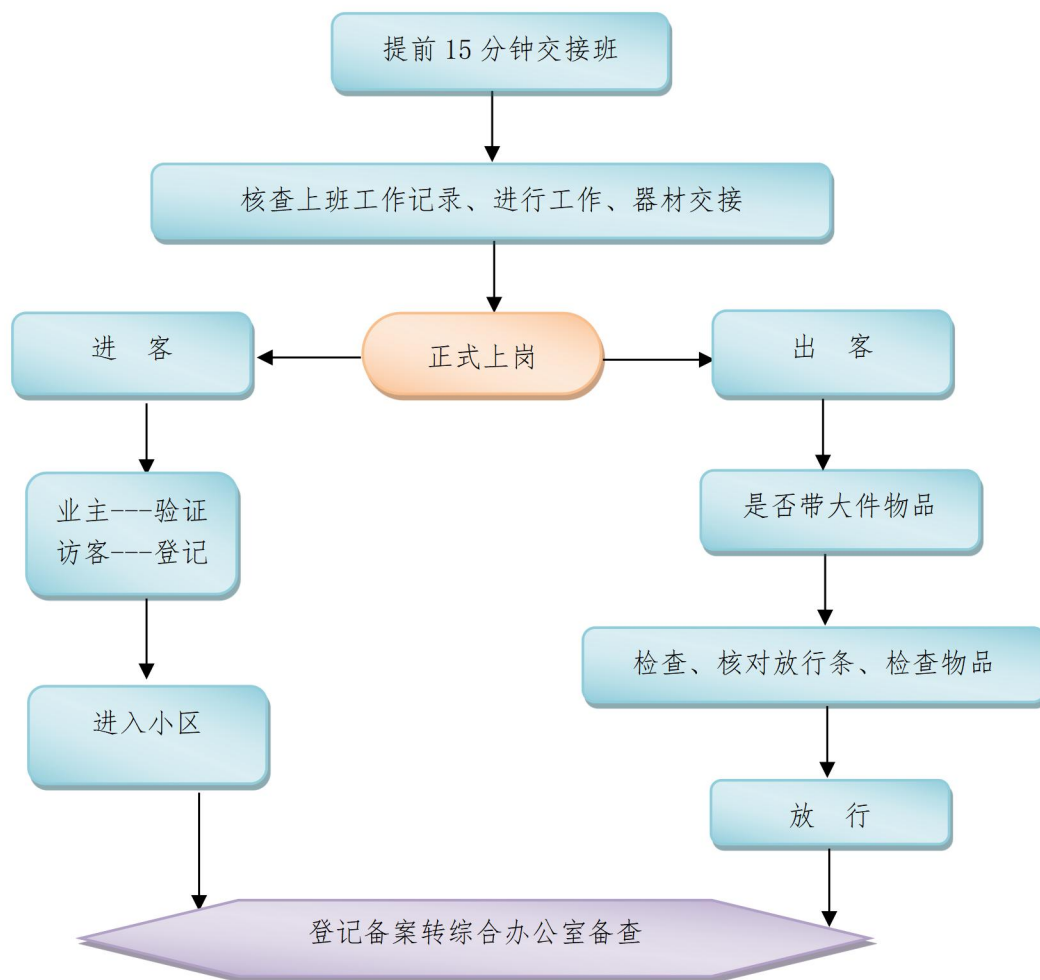 提前 15 分钟交接班
核查上班工作记录、进行工作、器材交接
进 客
正式上岗
出 客
业主---验证
访客---登记
是否带大件物品
检查、核对放行条、检查物品
进入小区
放 行
登记备案转综合办公室备查